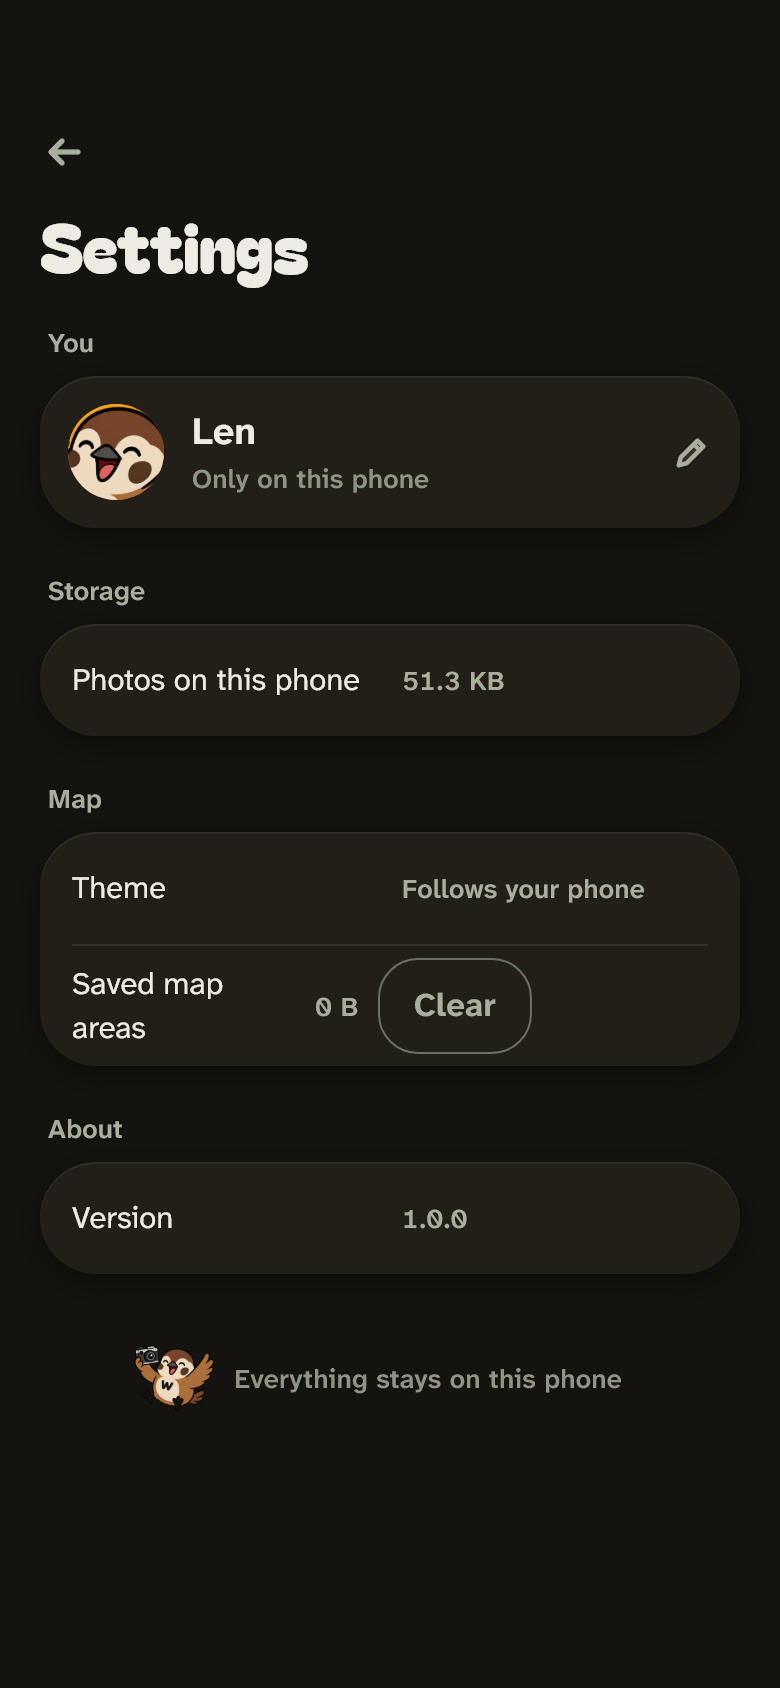 Settings
You
Len
Only on this phone
Storage
Photos on this phone 51.3 KB
Map
Theme Follows your phone
Saved map
areas
0 B Clear
About
Version 1.0.0
W
Everything stays on this phone